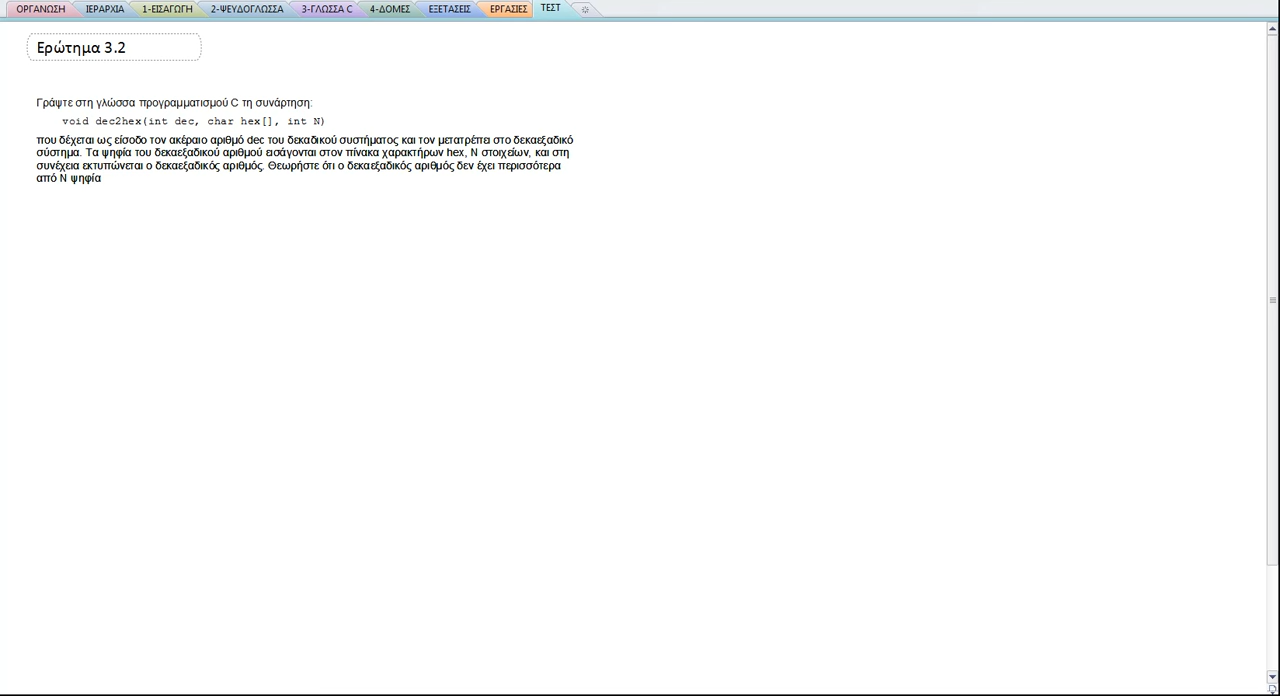 ΟΡΓΑΝΩΣΗ ΙΕΡΑΡΧΙΑ 1-ΕΙΣΑΓΩΓΗ 2-ΨΕΥΔΟΓΛΩΣΣΑ 3-ΓΛΩΣΣΑ C 4-ΔΟΜΕΣ ΕΞΕΤΑΣΕΙΣ ΕΡΓΑΣΙΕΣ ΤΕΣΤ
Ερώτημα 3.2
Γράψτε στη γλώσσα προγραμματισμού C τη συνάρτηση:
void dec2hex(int dec, char hex[], int N)
που δέχεται ως είσοδο τον ακέραιο αριθμό dec του δεκαδικού συστήματος και τον μετατρέπει στο δεκαεξαδικό
σύστημα. Τα ψηφία του δεκαεξαδικού αριθμού εισάγονται στον πίνακα χαρακτήρων hex, N στοιχείων, και στη
συνέχεια εκτυπώνεται ο δεκαεξαδικός αριθμός. Θεωρήστε ότι ο δεκαεξαδικός αριθμός δεν έχει περισσότερα
από N ψηφία